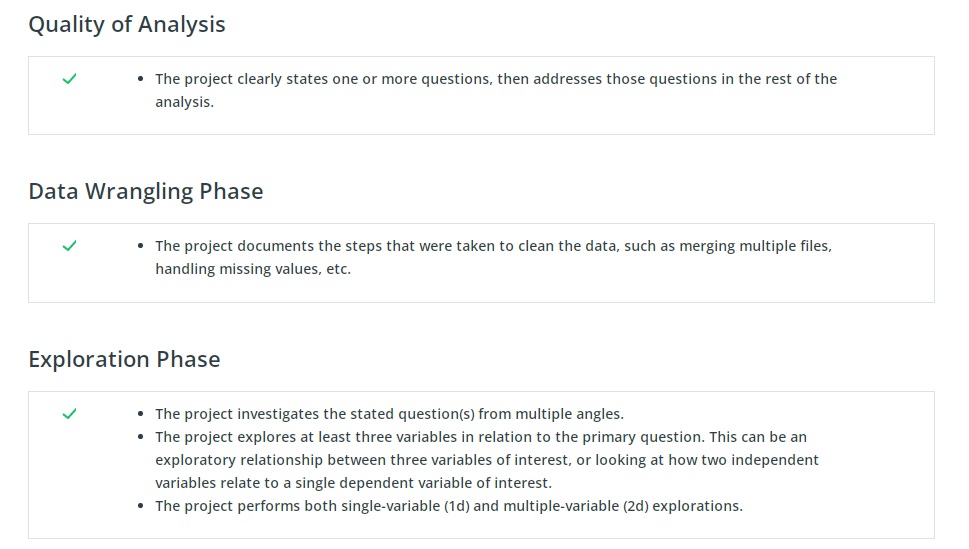 Quality of Analysis
The project clearly states one or more questions, then addresses those questions in the rest of the
analysis.
Data Wrangling Phase
The project documents the steps that were taken to clean the data, such as merging multiple files,
handling missing values, etc.
Exploration Phase
The project investigates the stated question(s) from multiple angles.
The project explores at least three variables in relation to the primary question. This can be an
exploratory relationship between three variables of interest, or looking at how two independent
variables relate to a single dependent variable of interest.
The project performs both single-variable (1d) and multiple-variable (2d) explorations.